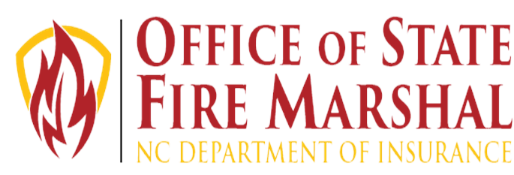 OFFICE OF STATE
FIRE MARSHAL
NC DEPARTMENT OF INSURANCE